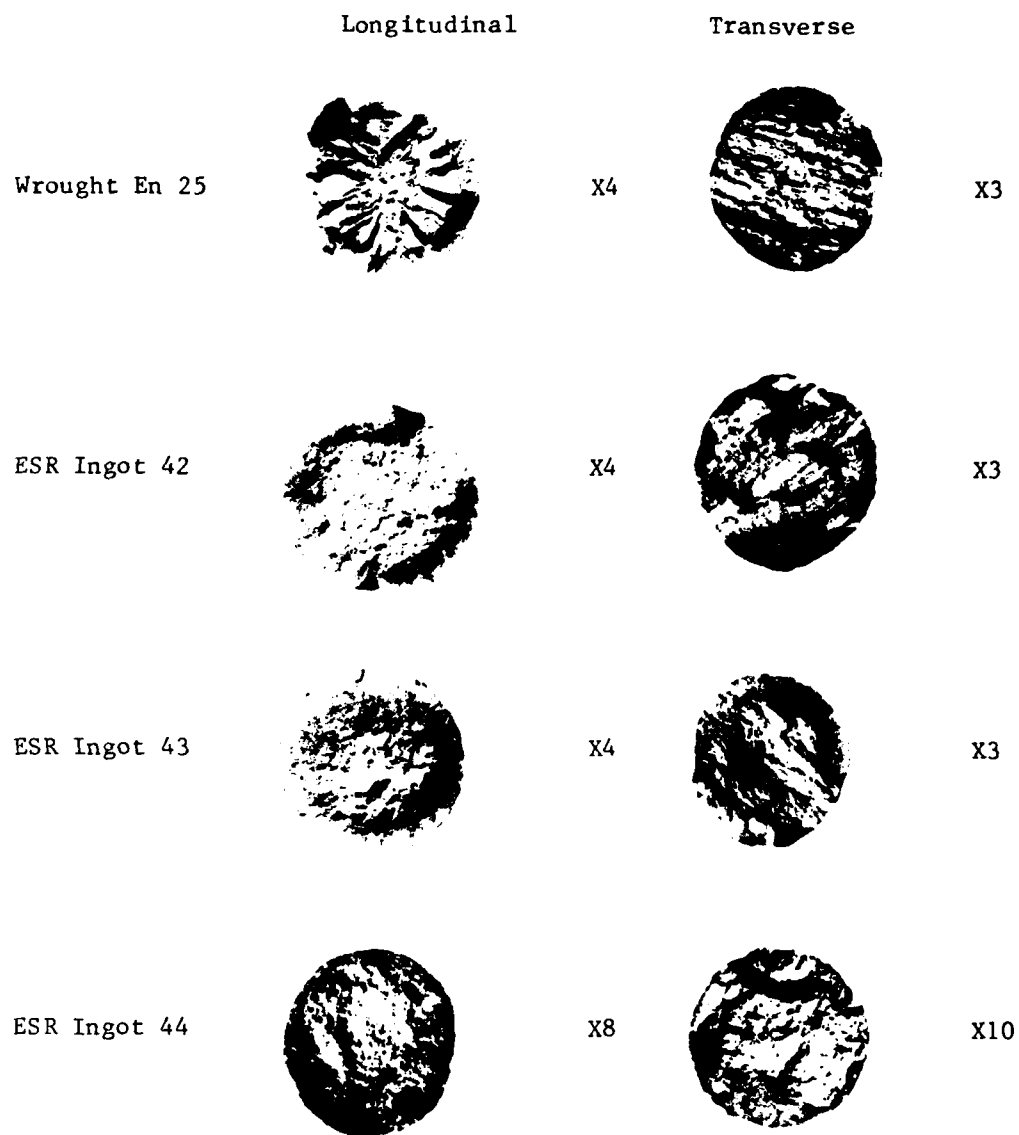 Longitudinal Transverse
Wrought En 25 X4 X3
ESR Ingot 42 X4 X3
ESR Ingot 43 X4 X3
ESR Ingot 44 X8 X10